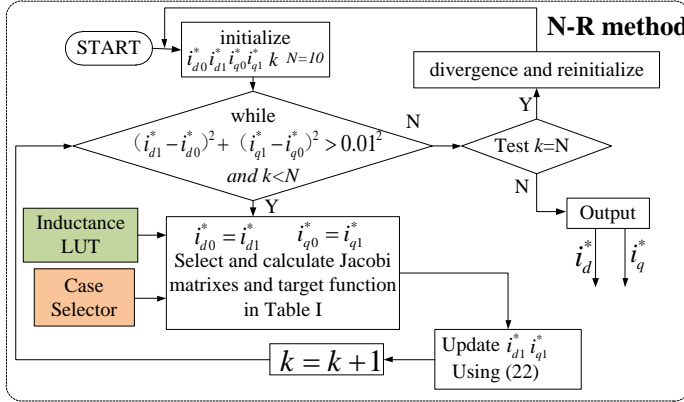 N-R method
START
initialize
i*d0 i*d1 i*q0 i*q1 k N=10
divergence and reinitialize
while
(i*d1 − i*d0)² + (i*q1 − i*q0)² > 0.01²
and k<N
N
Y
Test k=N
N
Y
Output
i*d i*q
Inductance
LUT
Case
Selector
i*d0 = i*d1 i*q0 = i*q1
Select and calculate Jacobi
matrixes and target function
in Table I
Update i*d1 i*q1
Using (22)
k = k+1